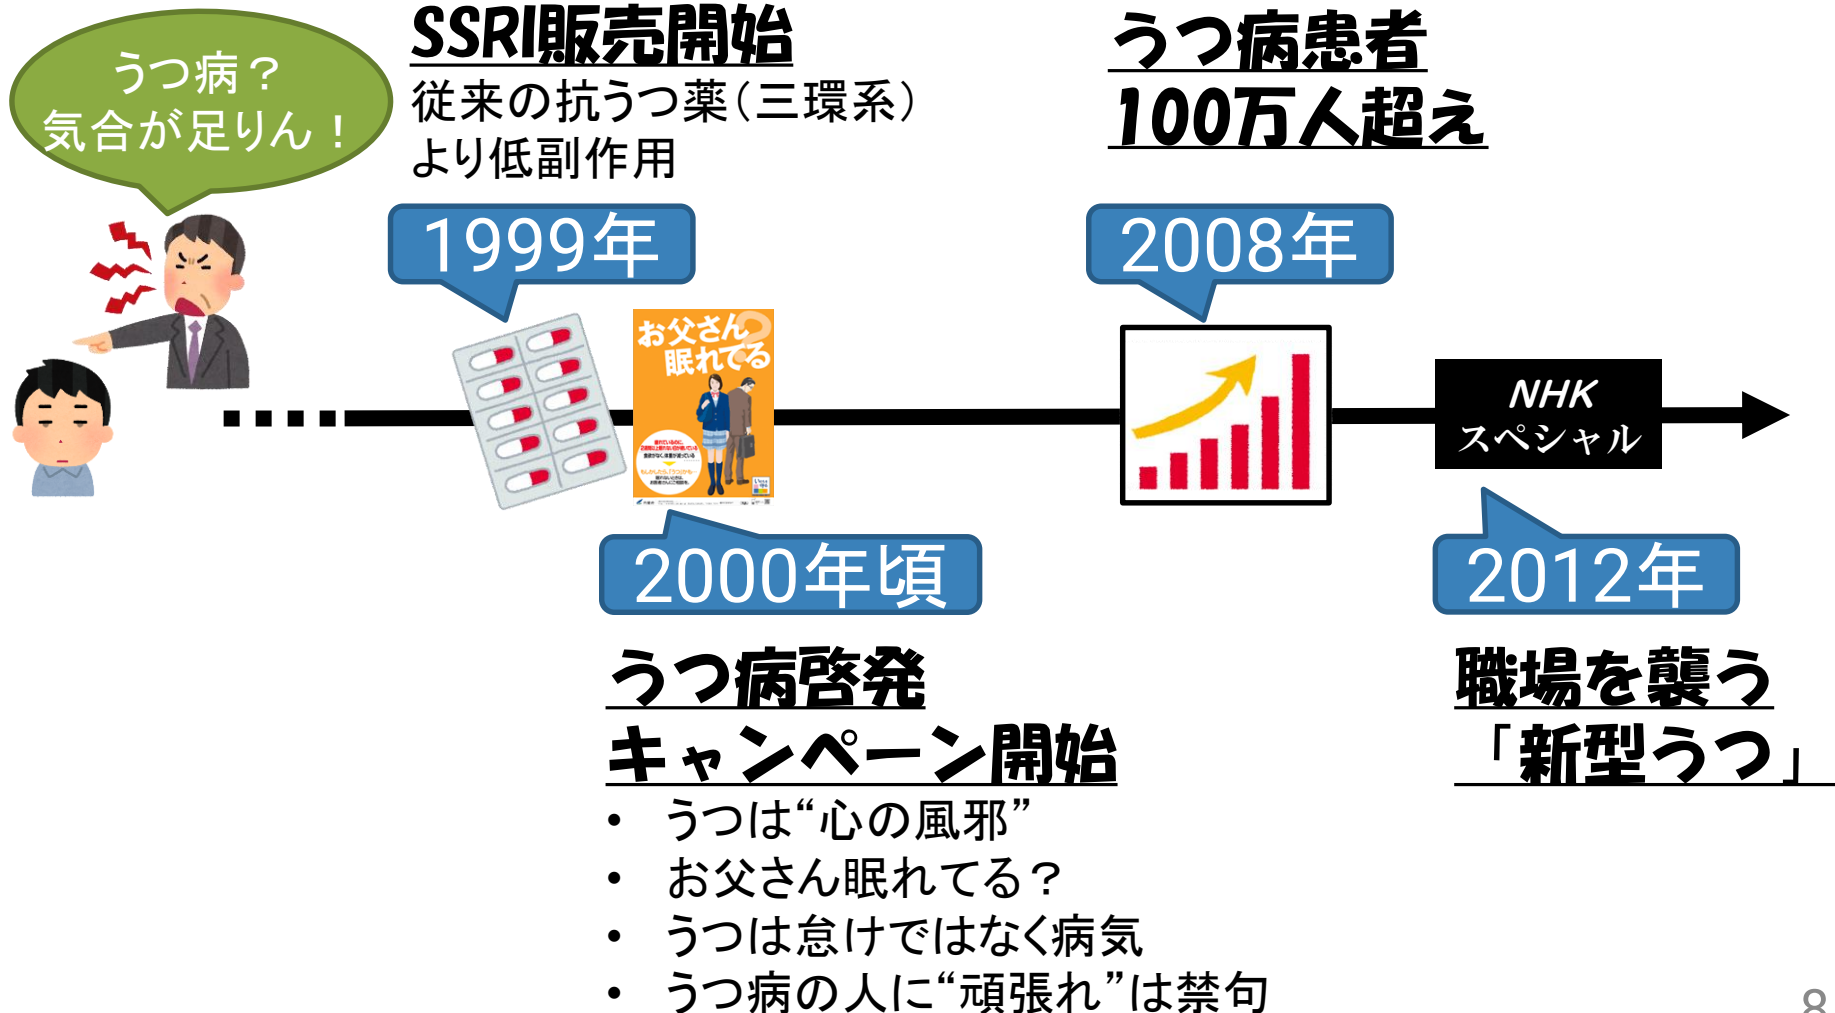 うつ病？
気合が足りん！
SSRI販売開始
従来の抗うつ薬（三環系）
より低副作用
うつ病患者
100万人超え
1999年
2008年
お父さん
眠れてる？
NHK
スペシャル
2000年頃
2012年
うつ病啓発
キャンペーン開始
• うつは“心の風邪”
• お父さん眠れてる？
• うつは怠けではなく病気
• うつ病の人に“頑張れ”は禁句
職場を襲う
「新型うつ」
8